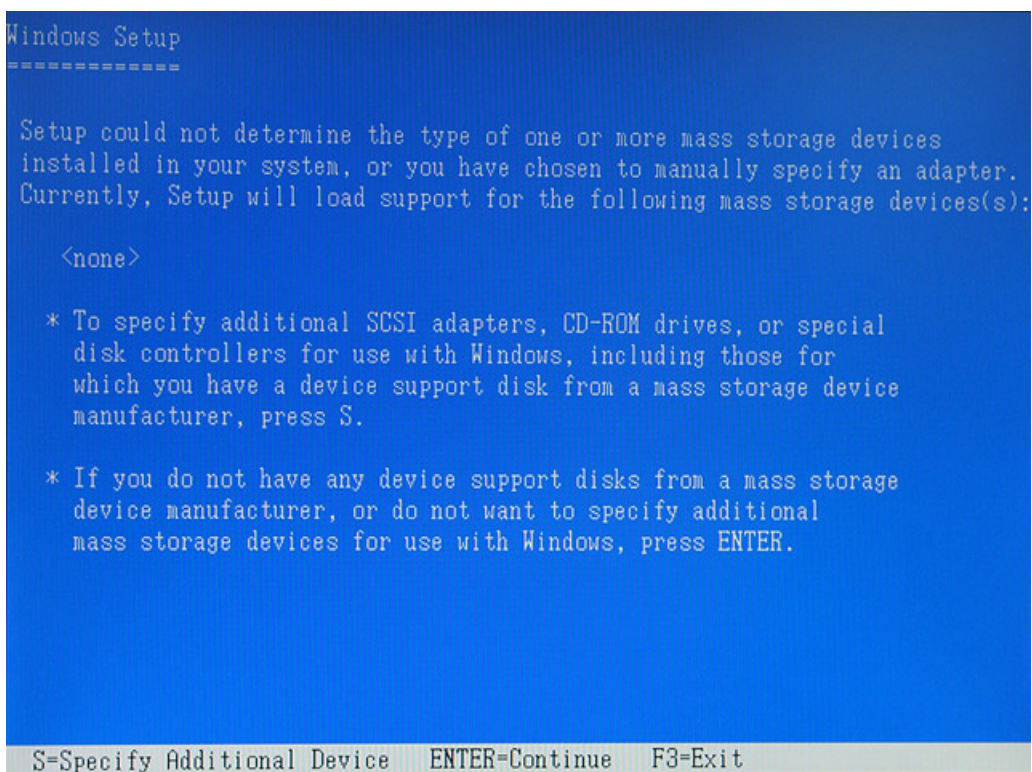 Windows Setup
=============
Setup could not determine the type of one or more mass storage devices
installed in your system, or you have chosen to manually specify an adapter.
Currently, Setup will load support for the following mass storage devices(s):
<none>
* To specify additional SCSI adapters, CD-ROM drives, or special
disk controllers for use with Windows, including those for
which you have a device support disk from a mass storage device
manufacturer, press S.
* If you do not have any device support disks from a mass storage
device manufacturer, or do not want to specify additional
mass storage devices for use with Windows, press ENTER.
S=Specify Additional Device ENTER=Continue F3=Exit